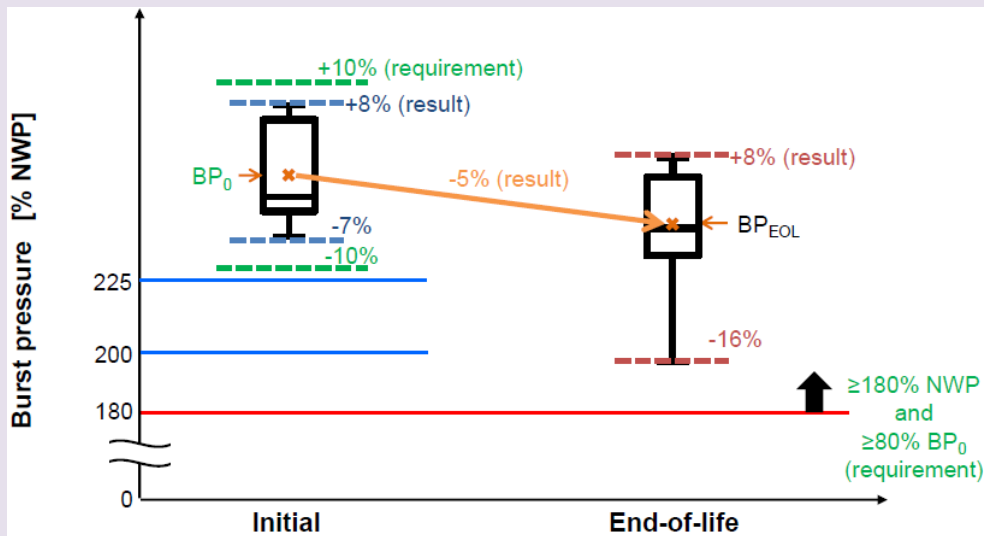 Burst pressure [% NWP]
+10% (requirement)
+8% (result)
BP₀
-7%
-10%
-5% (result)
+8% (result)
BP_EOL
-16%
225
200
180
0
≥180% NWP
and
≥80% BP₀
(requirement)
Initial
End-of-life